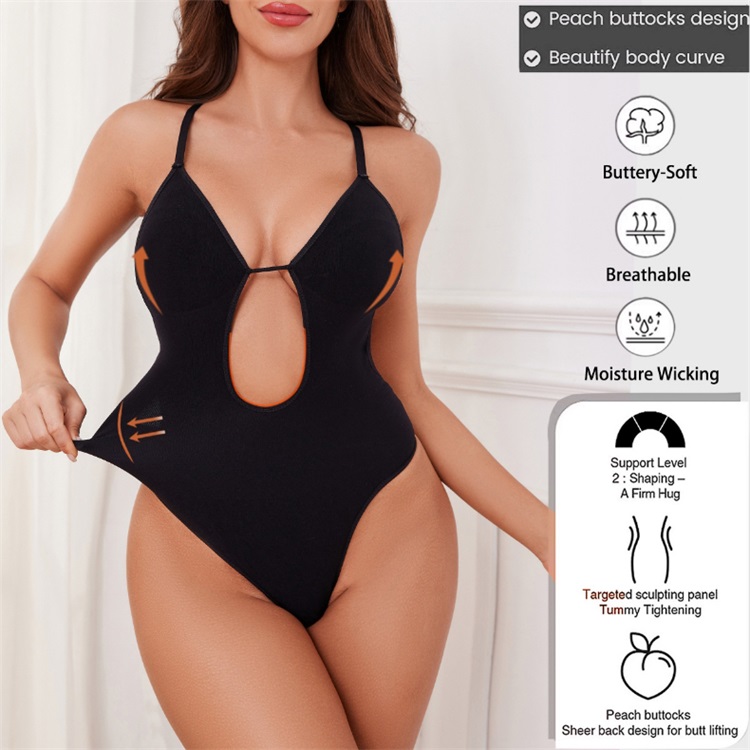 Peach buttocks design
Beautify body curve
Buttery-Soft
Breathable
Moisture Wicking
Support Level
2 : Shaping –
A Firm Hug
Targeted sculpting panel
Tummy Tightening
Peach buttocks
Sheer back design for butt lifting